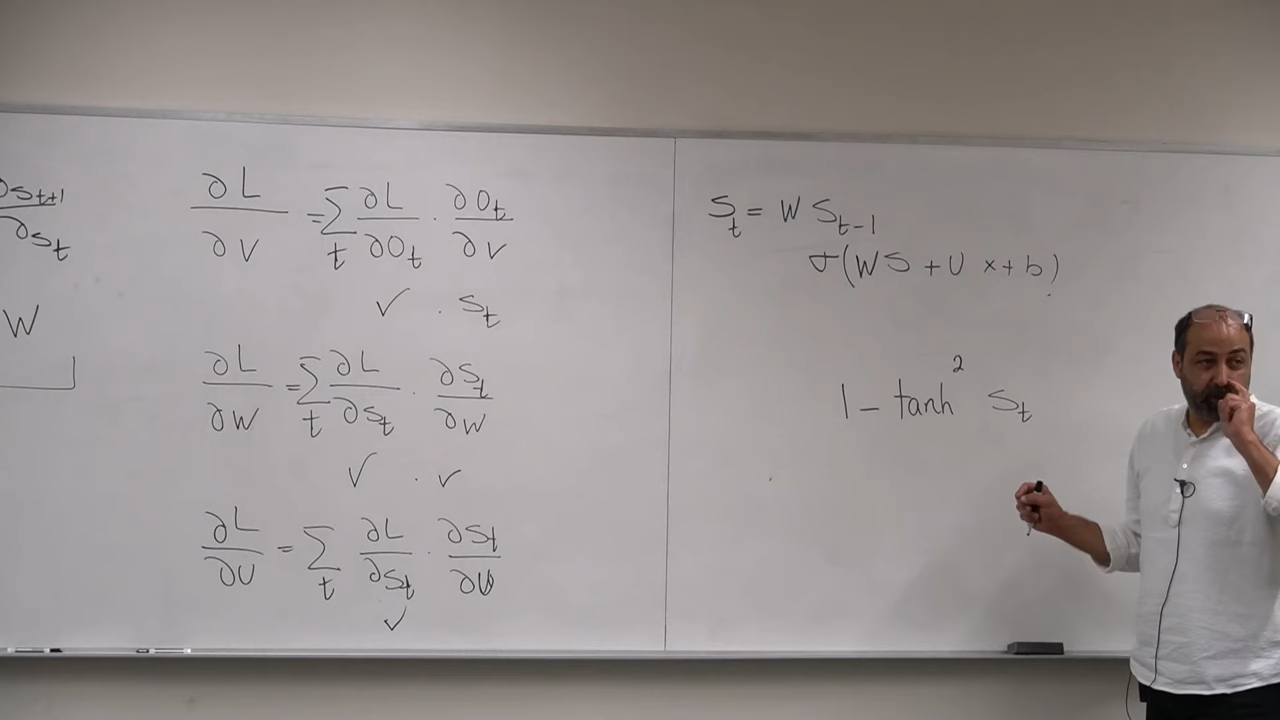 ∂S_{t+1}
∂S_t
W
∂L/∂V = Σ_t ∂L/∂O_t · ∂O_t/∂V
✓ · S_t
∂L/∂W = Σ_t ∂L/∂S_t · ∂S_t/∂W
✓ · ✓
∂L/∂U = Σ_t ∂L/∂S_t · ∂S_t/∂U
✓
S_t = W S_{t-1}
σ(WS + U x + b)
1 - tanh² S_t